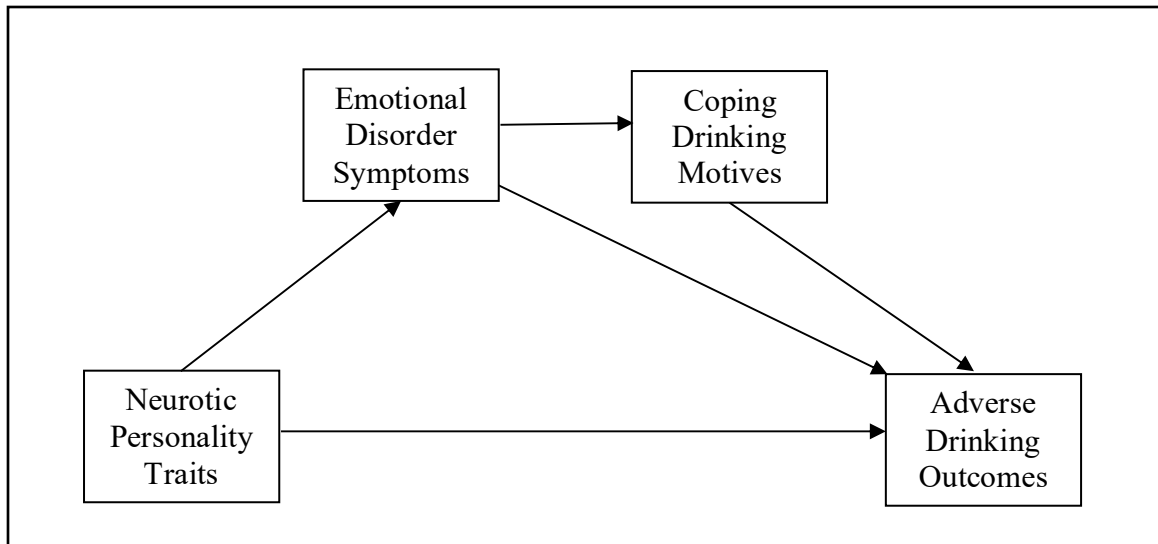 Emotional
Disorder
Symptoms
Coping
Drinking
Motives
Neurotic
Personality
Traits
Adverse
Drinking
Outcomes